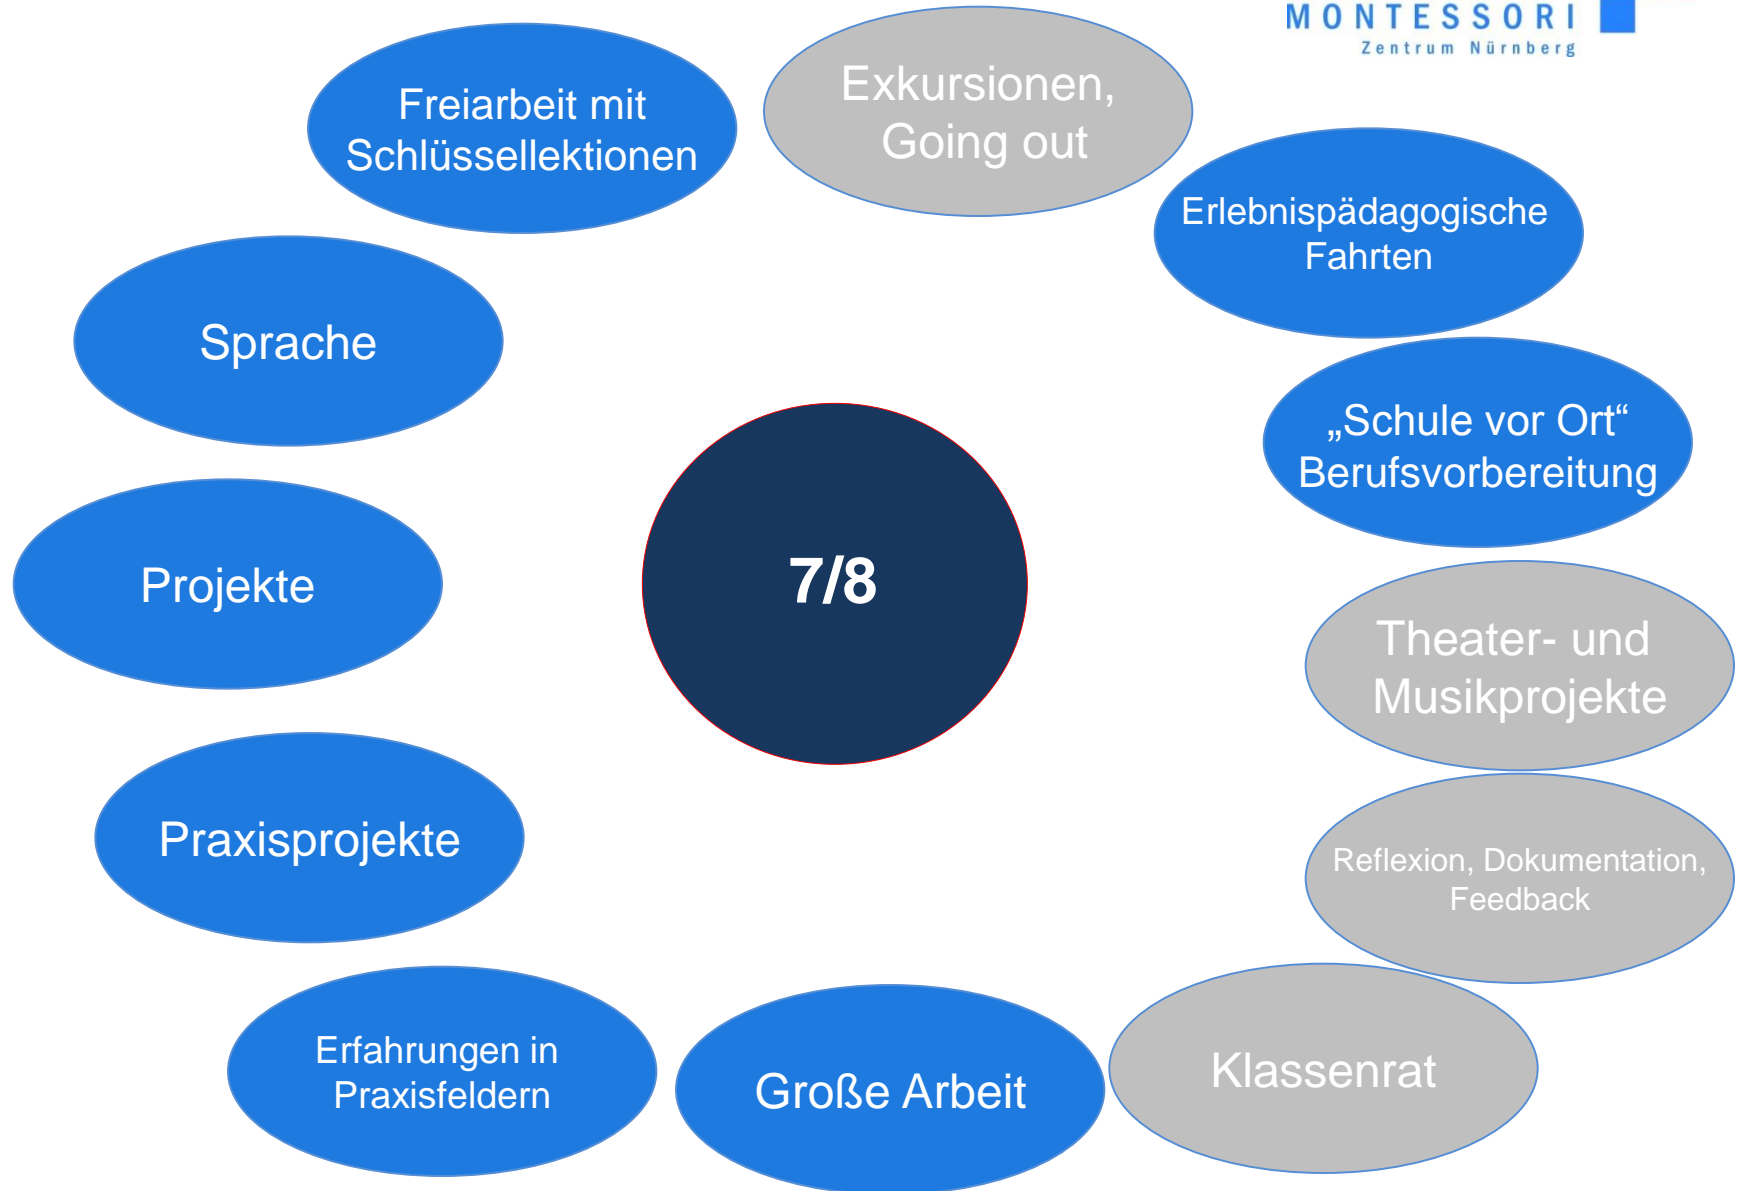 MONTESSORI
Zentrum Nürnberg
Freiarbeit mit
Schlüssellektionen
Exkursionen,
Going out
Erlebnispädagogische
Fahrten
Sprache
„Schule vor Ort“
Berufsvorbereitung
Projekte
7/8
Theater- und
Musikprojekte
Praxisprojekte
Reflexion, Dokumentation,
Feedback
Erfahrungen in
Praxisfeldern
Große Arbeit
Klassenrat